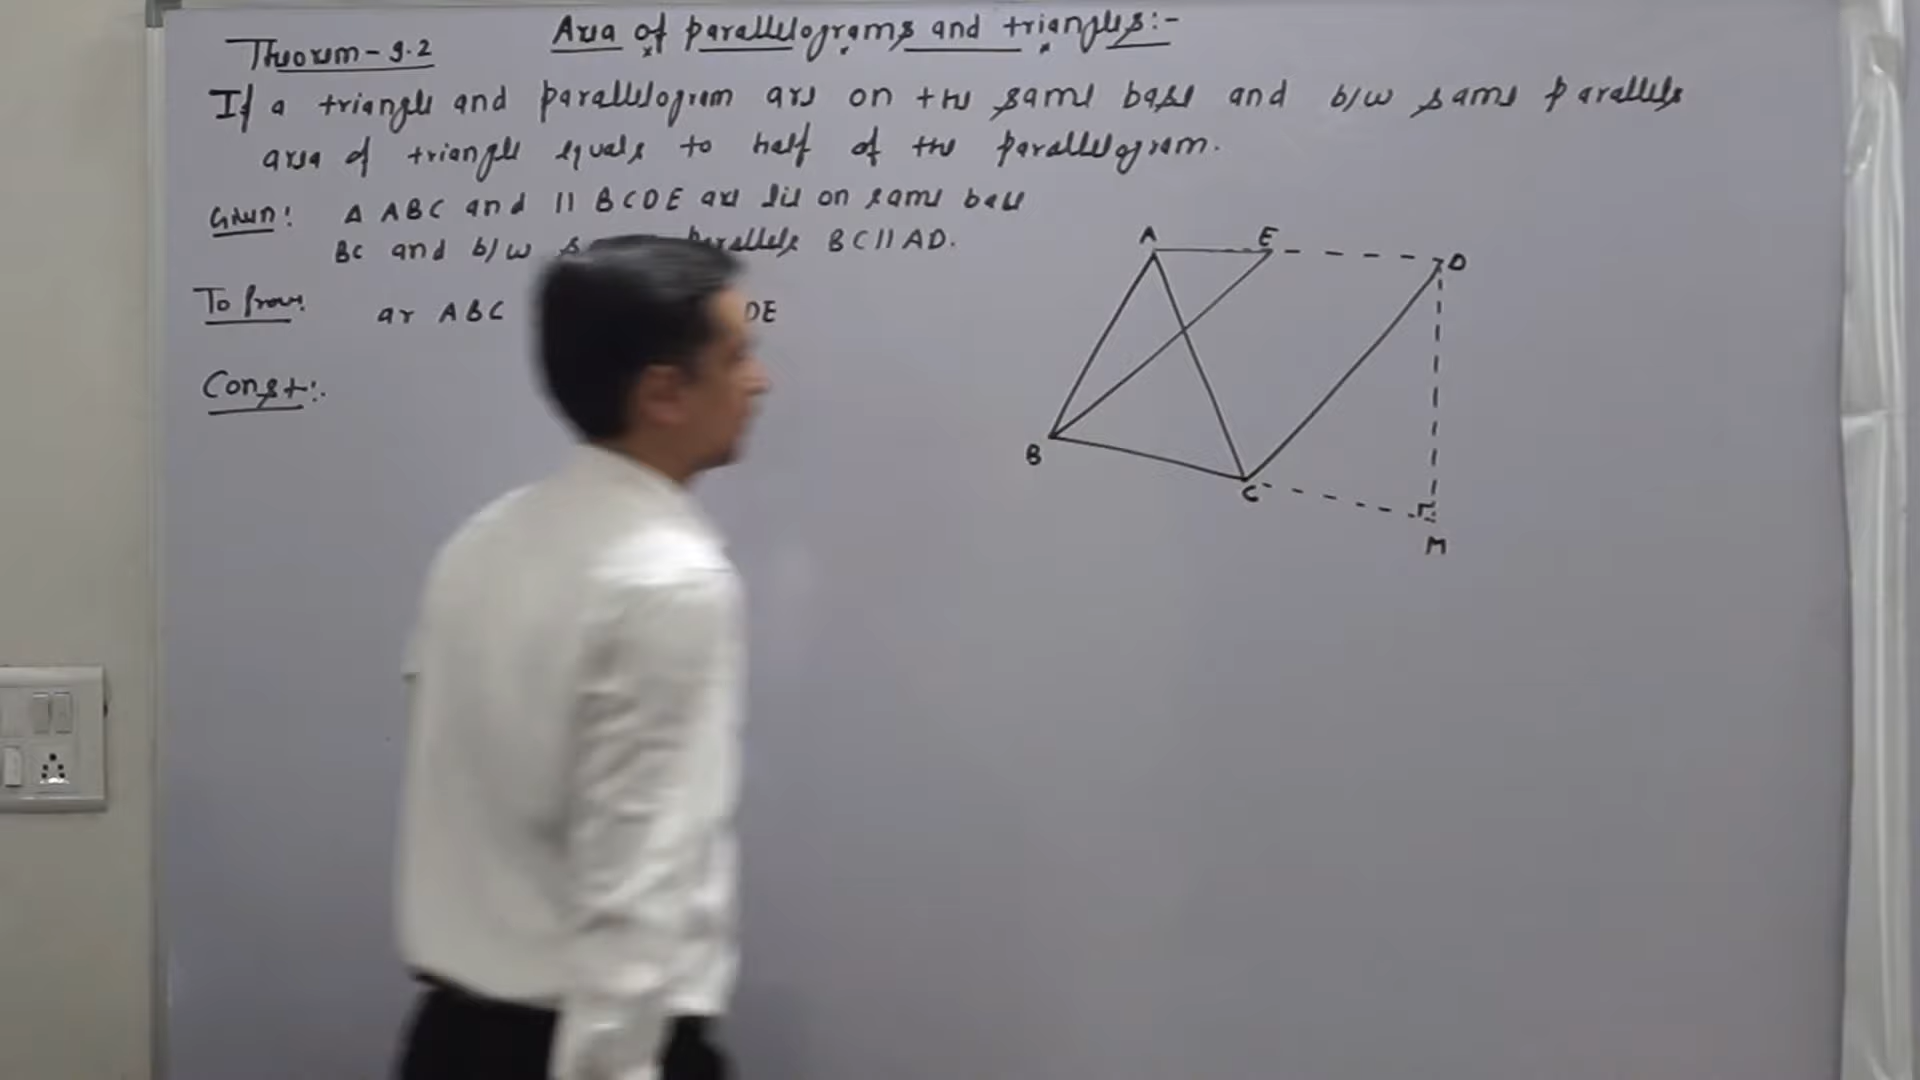 Theorem - 9.2
Area of parallelograms and triangles:-
If a triangle and parallelogram are on the same base and b/w same parallels
area of triangle equals to half of the parallelogram.
Given: Δ ABC and || BCDE are lie on same base
BC and b/w parallels BC || AD.
To Prove: ar ABC DE
Const:.
A E D
B
C
M